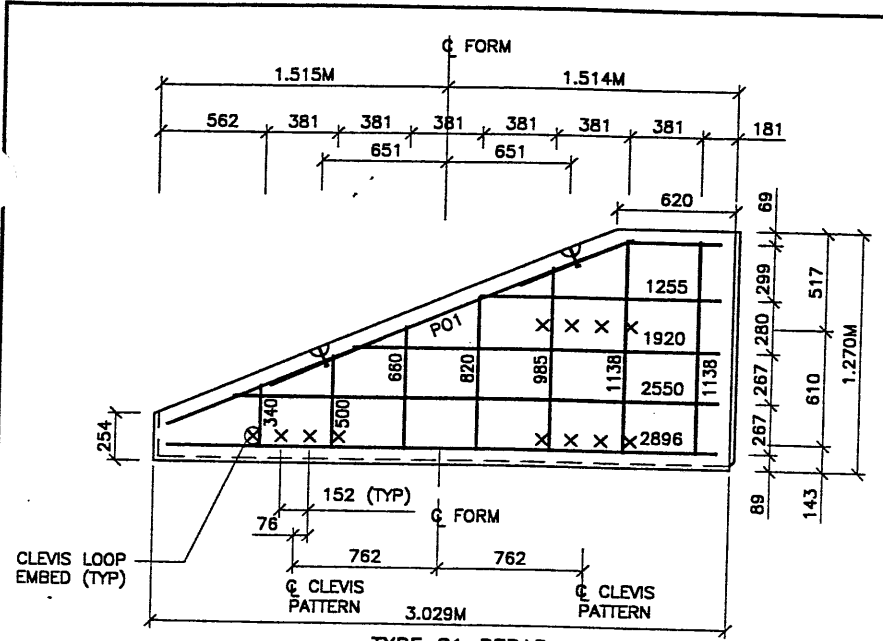 ℄ FORM
1.515M 1.514M
562 381 381 381 381 381 381 181
651 651
620
69
299
517
1255
PO1
1920
280
1.270M
680
820
985
1138
1138
2550
267
610
340
500
2896
267
254
89
143
152 (TYP)
℄ FORM
76
762 762
CLEVIS LOOP
EMBED (TYP)
℄ CLEVIS
PATTERN
℄ CLEVIS
PATTERN
3.029M